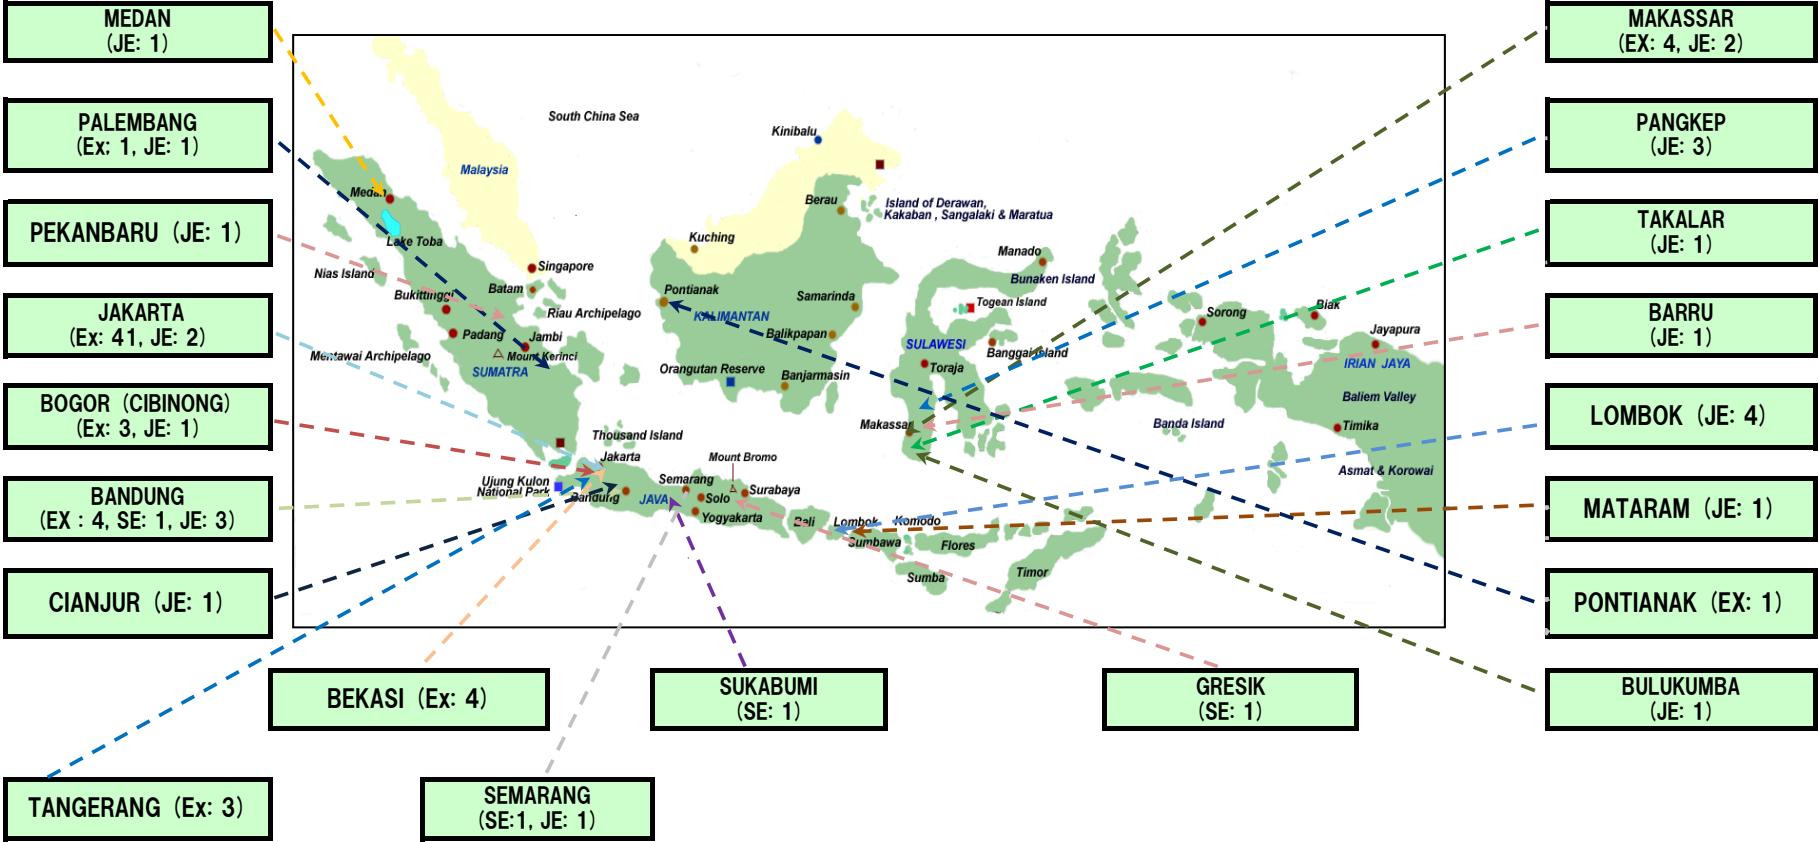 MEDAN
(JE: 1)
PALEMBANG
(Ex: 1, JE: 1)
PEKANBARU (JE: 1)
JAKARTA
(Ex: 41, JE: 2)
BOGOR (CIBINONG)
(Ex: 3, JE: 1)
BANDUNG
(EX : 4, SE: 1, JE: 3)
CIANJUR (JE: 1)
TANGERANG (Ex: 3)
BEKASI (Ex: 4)
SEMARANG
(SE:1, JE: 1)
SUKABUMI
(SE: 1)
GRESIK
(SE: 1)
MAKASSAR
(EX: 4, JE: 2)
PANGKEP
(JE: 3)
TAKALAR
(JE: 1)
BARRU
(JE: 1)
LOMBOK (JE: 4)
MATARAM (JE: 1)
PONTIANAK (EX: 1)
BULUKUMBA
(JE: 1)
South China Sea
Malaysia
Kinibalu
Medan
Lake Toba
Nias Island
Singapore
Batam
Bukittinggi
Riau Archipelago
Padang
Jambi
Mount Kerinci
Mentawai Archipelago
SUMATRA
Kuching
Berau
Island of Derawan,
Kakaban , Sangalaki & Maratua
Pontianak
KALIMANTAN
Samarinda
Balikpapan
Orangutan Reserve
Banjarmasin
Manado
Bunaken Island
Togean Island
SULAWESI
Banggai Island
Toraja
Makassar
Sorong
Biak
Jayapura
IRIAN JAYA
Baliem Valley
Banda Island
Timika
Asmat & Korowai
Thousand Island
Jakarta
Ujung Kulon
National Park
Bandung
JAVA
Semarang
Solo
Yogyakarta
Mount Bromo
Surabaya
Bali
Lombok
Komodo
Sumbawa
Flores
Sumba
Timor